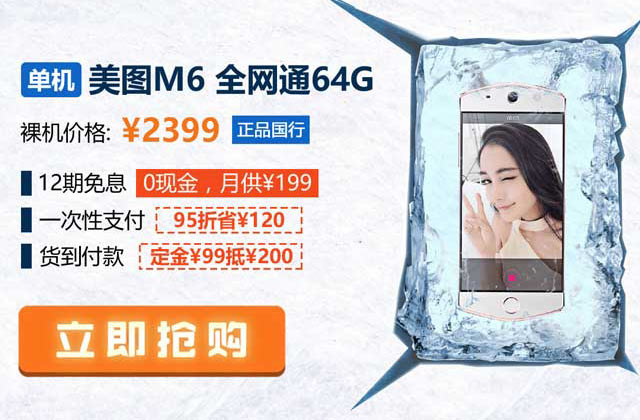 单机 美图M6 全网通64G
裸机价格: ¥2399 正品国行
12期免息 0现金，月供¥199
一次性支付 95折省¥120
货到付款 定金¥99抵¥200
立即抢购